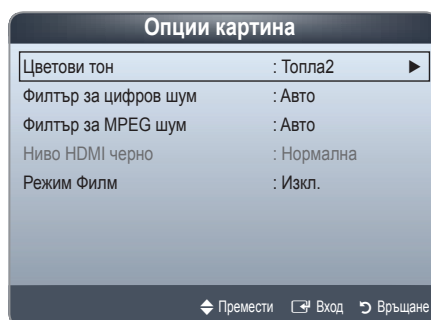 Опции картина
Цветови тон : Топла2
Филтър за цифров шум : Авто
Филтър за MPEG шум : Авто
Ниво HDMI черно : Нормална
Режим Филм : Изкл.
Премести Вход Връщане